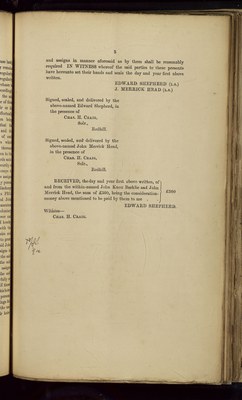 3
and assigns in manner aforesaid as by them shall be reasonably
required IN WITNESS whereof the said parties to these presents
have hereunto set their hands and seals the day and year first above
written.
EDWARD SHEPHERD (L.S.)
J. MERRICK HEAD (L.S.)
Signed, sealed, and delivered by the
above-named Edward Shepherd, in
the presence of
CHAS. H. CRAIG,
Solr.,
Redhill.
Signed, sealed, and delivered by the
above-named John Merrick Head,
in the presence of
CHAS. H. CRAIG,
Solr.,
Redhill.
RECEIVED, the day and year first above written, of
and from the within-named John Knox and John
Merrick Head, the sum of £200, being the consideration-
money above mentioned to be paid by them to me
£200
EDWARD SHEPHERD.
Witness—
CHAS. H. CRAIG.